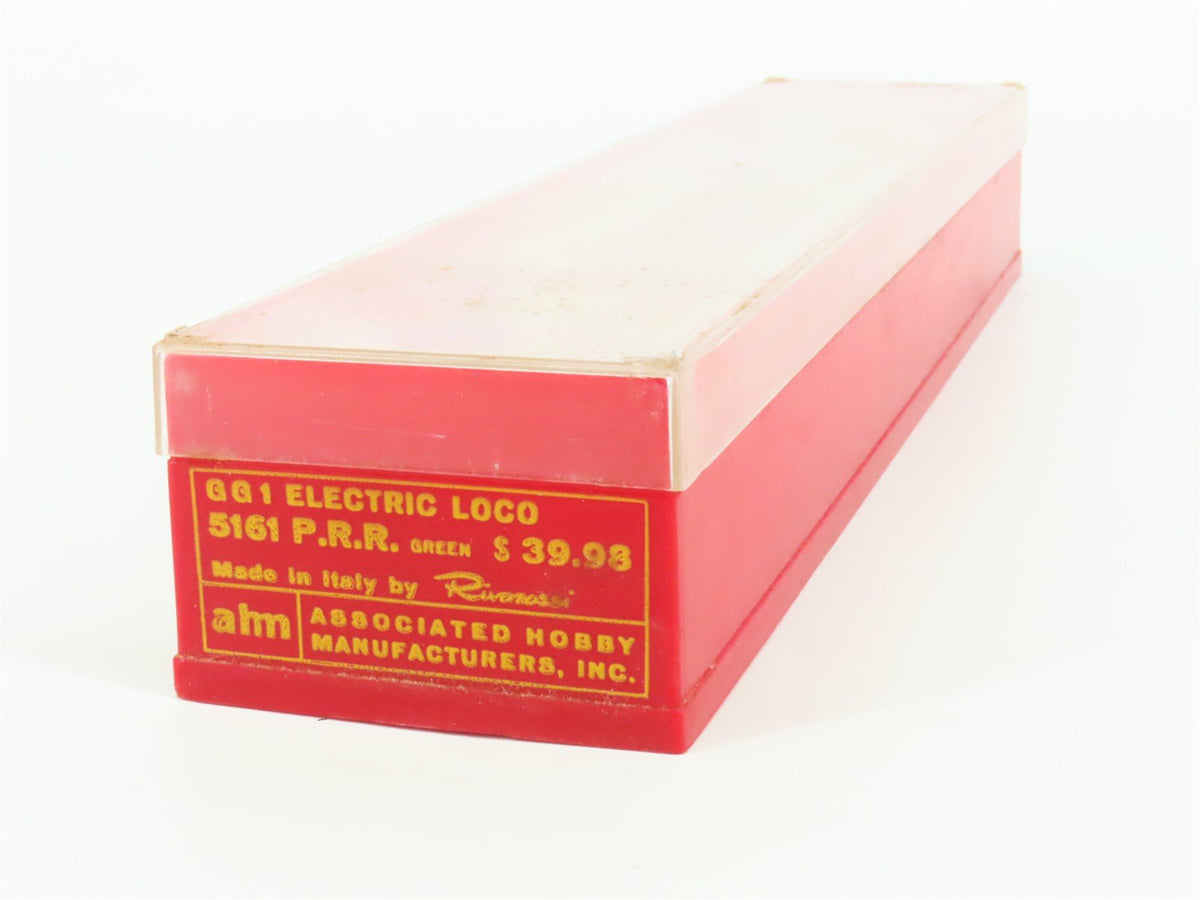 GG1 ELECTRIC LOCO
5161 P.R.R. GREEN $ 39.98
Made in Italy by Rivarossi
ahm
ASSOCIATED HOBBY
MANUFACTURERS, INC.